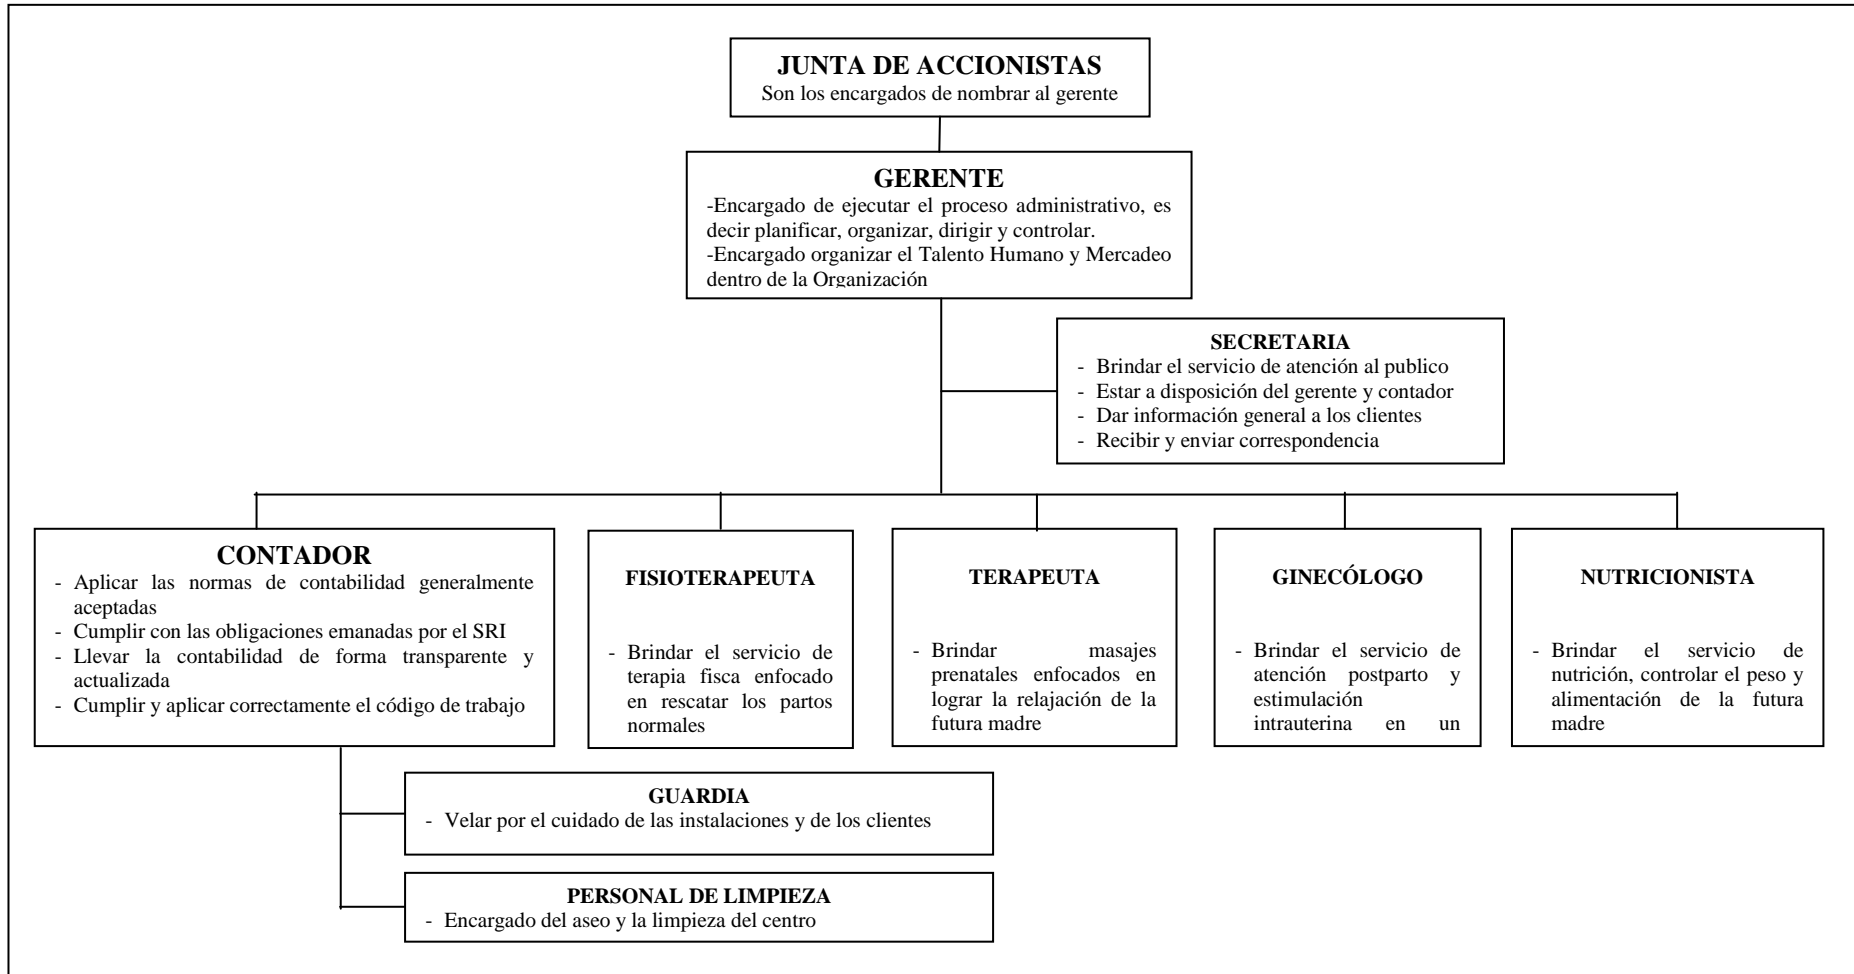 JUNTA DE ACCIONISTAS
Son los encargados de nombrar al gerente
GERENTE
-Encargado de ejecutar el proceso administrativo, es
decir planificar, organizar, dirigir y controlar.
-Encargado organizar el Talento Humano y Mercadeo
dentro de la Organización
SECRETARIA
- Brindar el servicio de atención al publico
- Estar a disposición del gerente y contador
- Dar información general a los clientes
- Recibir y enviar correspondencia
CONTADOR
- Aplicar las normas de contabilidad generalmente
aceptadas
- Cumplir con las obligaciones emanadas por el SRI
- Llevar la contabilidad de forma transparente y
actualizada
- Cumplir y aplicar correctamente el código de trabajo
FISIOTERAPEUTA
- Brindar el servicio de
terapia fisca enfocado
en rescatar los partos
normales
TERAPEUTA
- Brindar masajes
prenatales enfocados en
lograr la relajación de la
futura madre
GINECÓLOGO
- Brindar el servicio de
atención postparto y
estimulación
intrauterina en un
NUTRICIONISTA
- Brindar el servicio de
nutrición, controlar el peso y
alimentación de la futura
madre
GUARDIA
- Velar por el cuidado de las instalaciones y de los clientes
PERSONAL DE LIMPIEZA
- Encargado del aseo y la limpieza del centro